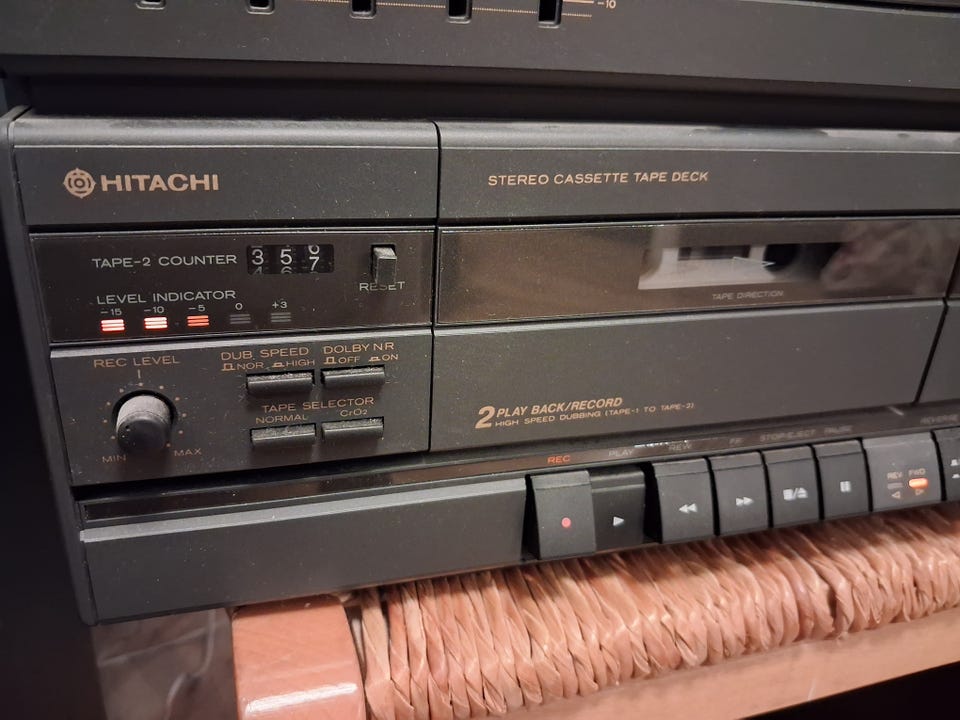 -10
HITACHI
STEREO CASSETTE TAPE DECK
TAPE-2 COUNTER
3 5 7
4 6
RESET
LEVEL INDICATOR
-15 -10 -5 0 +3
TAPE DIRECTION
REC LEVEL
MIN MAX
DUB. SPEED
NOR HIGH
DOLBY NR
OFF ON
TAPE SELECTOR
NORMAL CrO2
2 PLAY BACK/RECORD
HIGH SPEED DUBBING (TAPE-1 TO TAPE-2)
REC PLAY REW FF STOP/EJECT PAUSE
REV FWD